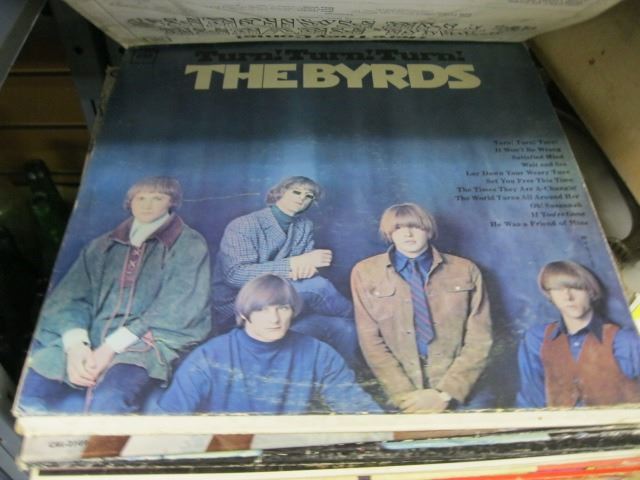 Turn! Turn! Turn!
THE BYRDS
Turn! Turn! Turn!
It Won't Be Wrong
Satisfied Mind
Wait and See
Lay Down Your Weary Tune
Set You Free This Time
The Times They Are A-Changin'
The World Turns All Around Her
Oh! Susannah
If You're Gone
He Was a Friend of Mine